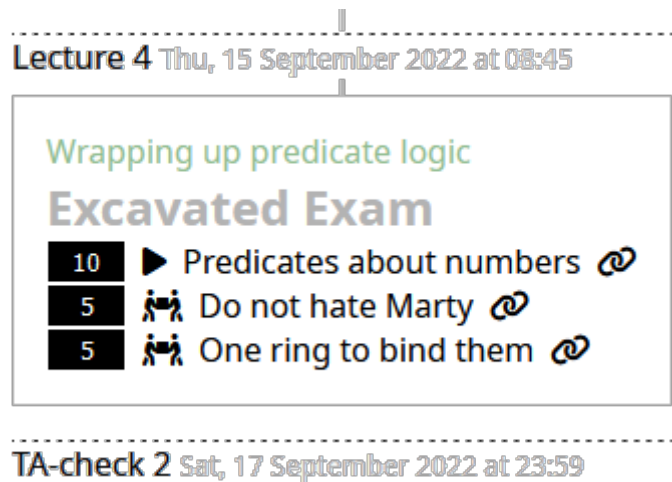 Lecture 4 Thu, 15 September 2022 at 08:45
Wrapping up predicate logic
Excavated Exam
10 Predicates about numbers
5 Do not hate Marty
5 One ring to bind them
TA-check 2 Sat, 17 September 2022 at 23:59